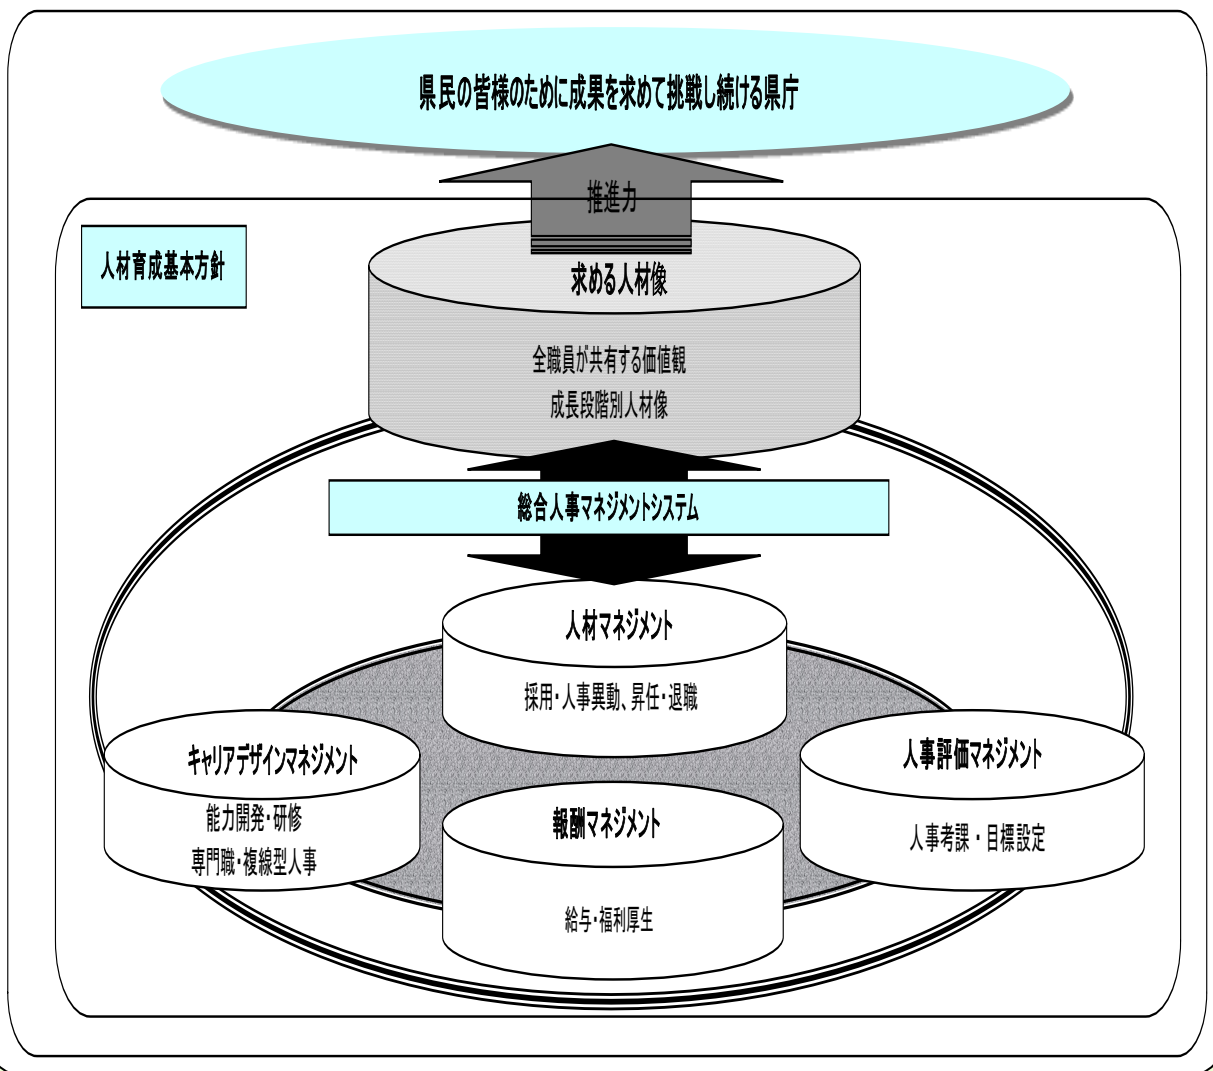 県民の皆様のために成果を求めて挑戦し続ける県庁
推進力
人材育成基本方針
求める人材像
全職員が共有する価値観
成長段階別人材像
総合人事マネジメントシステム
人材マネジメント
採用・人事異動、昇任・退職
キャリアデザインマネジメント
能力開発・研修
専門職・複線型人事
人事評価マネジメント
人事考課・目標設定
報酬マネジメント
給与・福利厚生